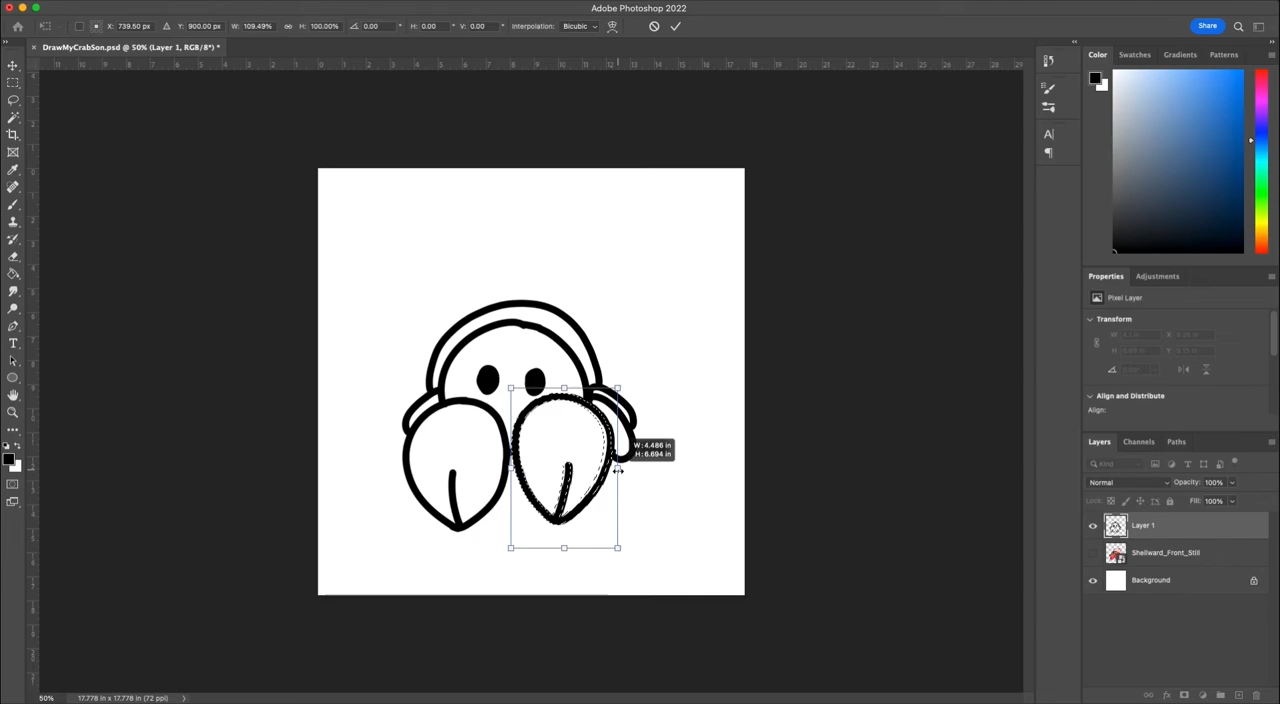 Adobe Photoshop 2022
X: 739.50 px Y: 900.00 px W: 109.49% H: 100.00% 0.00 ° H: 0.00 ° V: 0.00 ° Interpolation: Bicubic Share
× DrawMyCrabSon.psd @ 50% (Layer 1, RGB/8*) *
Color Swatches Gradients Patterns
Properties Adjustments
Pixel Layer
Transform
Align and Distribute
Align:
W: 4.486 in
H: 6.694 in
Layers Channels Paths
Kind
Normal Opacity: 100%
Lock: Fill: 100%
Layer 1
Shellward_Front_Still
Background
50% 17.778 in x 17.778 in (72 ppi)